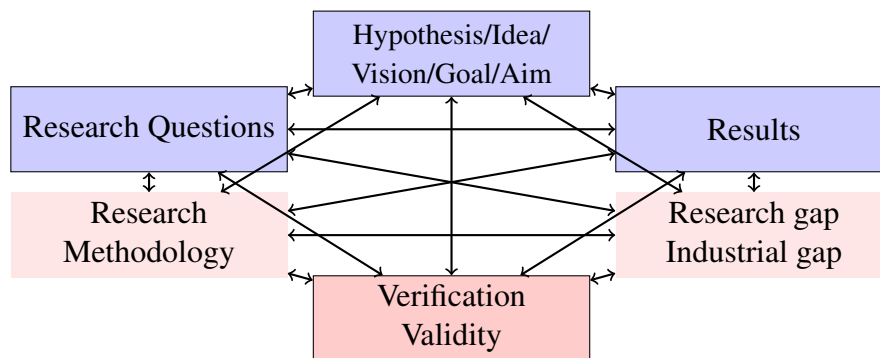 Hypothesis/Idea/
Vision/Goal/Aim
Research Questions
Results
Research
Methodology
Research gap
Industrial gap
Verification
Validity